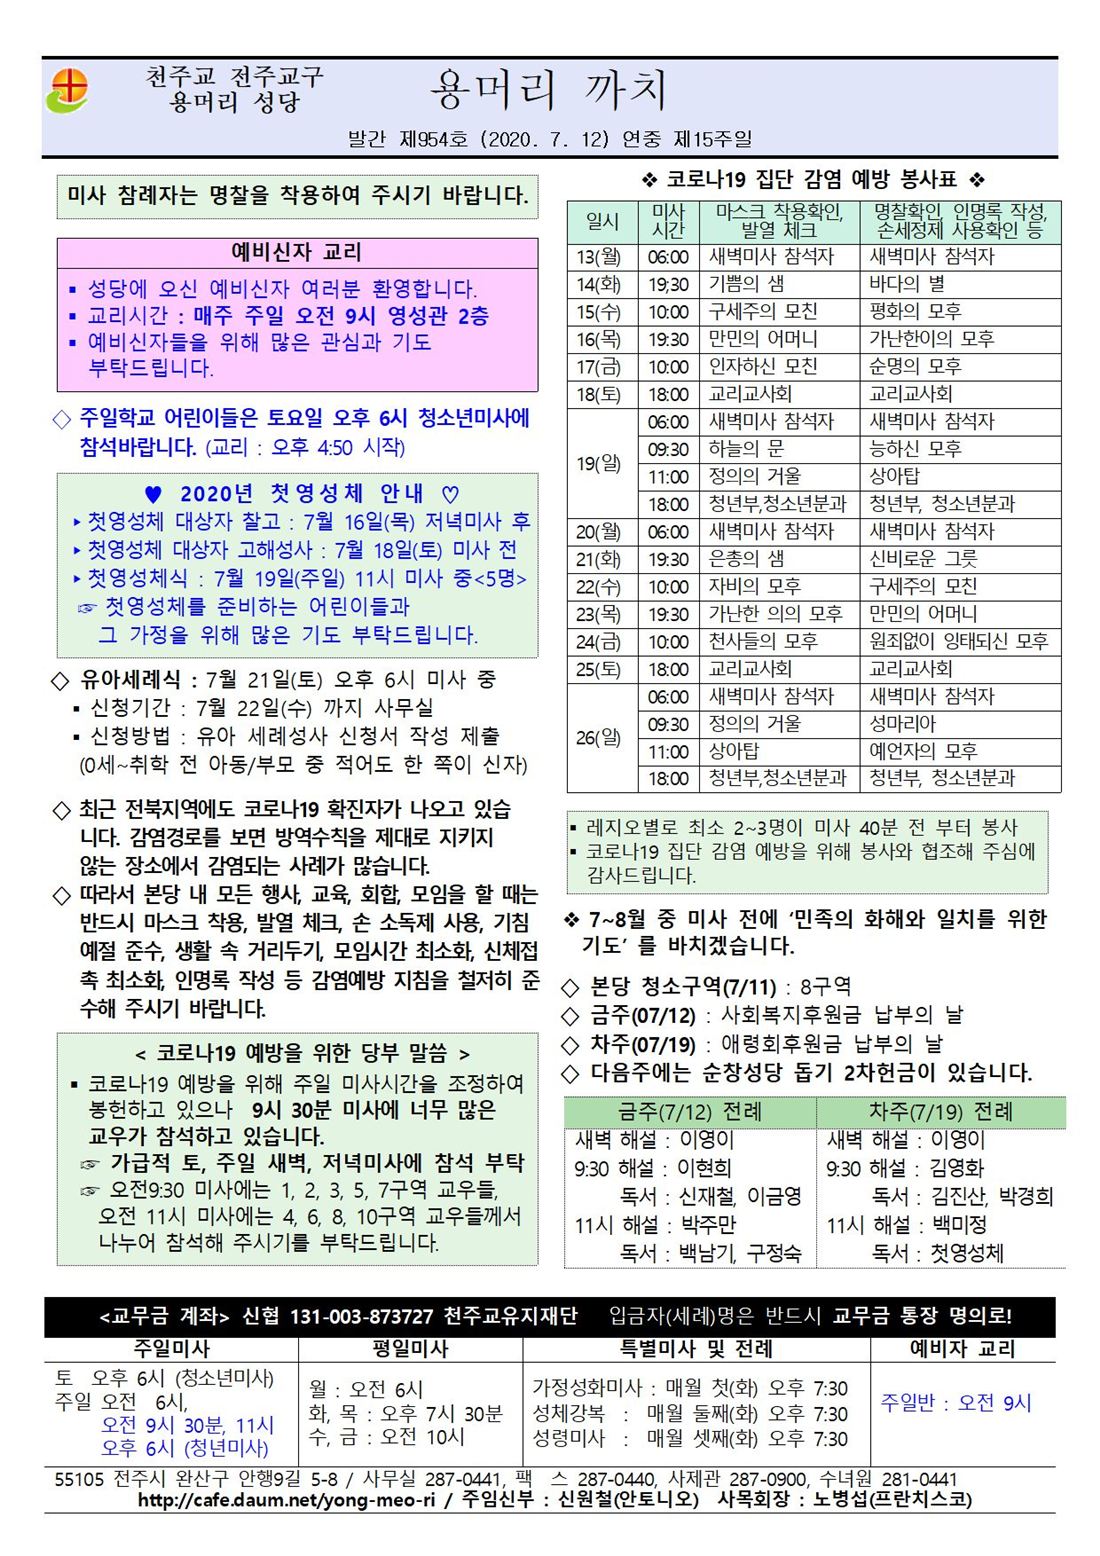 천주교 전주교구
용머리 성당
용머리 까치
발간 제954호 (2020. 7. 12) 연중 제15주일
미사 참례자는 명찰을 착용하여 주시기 바랍니다.
예비신자 교리
▪ 성당에 오신 예비신자 여러분 환영합니다.
▪ 교리시간 : 매주 주일 오전 9시 영성관 2층
▪ 예비신자들을 위해 많은 관심과 기도
부탁드립니다.
◇ 주일학교 어린이들은 토요일 오후 6시 청소년미사에
참석바랍니다. (교리 : 오후 4:50 시작)
♥ 2020년 첫영성체 안내 ♡
▸첫영성체 대상자 찰고 : 7월 16일(목) 저녁미사 후
▸첫영성체 대상자 고해성사 : 7월 18일(토) 미사 전
▸첫영성체식 : 7월 19일(주일) 11시 미사 중<5명>
☞ 첫영성체를 준비하는 어린이들과
그 가정을 위해 많은 기도 부탁드립니다.
◇ 유아세례식 : 7월 21일(토) 오후 6시 미사 중
▪ 신청기간 : 7월 22일(수) 까지 사무실
▪ 신청방법 : 유아 세례성사 신청서 작성 제출
(0세~취학 전 아동/부모 중 적어도 한 쪽이 신자)
◇ 최근 전북지역에도 코로나19 확진자가 나오고 있습
니다. 감염경로를 보면 방역수칙을 제대로 지키지
않는 장소에서 감염되는 사례가 많습니다.
◇ 따라서 본당 내 모든 행사, 교육, 회합, 모임을 할 때는
반드시 마스크 착용, 발열 체크, 손 소독제 사용, 기침
예절 준수, 생활 속 거리두기, 모임시간 최소화, 신체접
촉 최소화, 인명록 작성 등 감염예방 지침을 철저히 준
수해 주시기 바랍니다.
< 코로나19 예방을 위한 당부 말씀 >
▪ 코로나19 예방을 위해 주일 미사시간을 조정하여
봉헌하고 있으나 9시 30분 미사에 너무 많은
교우가 참석하고 있습니다.
☞ 가급적 토, 주일 새벽, 저녁미사에 참석 부탁
☞ 오전9:30 미사에는 1, 2, 3, 5, 7구역 교우들,
오전 11시 미사에는 4, 6, 8, 10구역 교우들께서
나누어 참석해 주시기를 부탁드립니다.
❖ 코로나19 집단 감염 예방 봉사표 ❖
일시 미사 시간 마스크 착용확인, 발열 체크 명찰확인, 인명록 작성, 손세정제 사용확인 등
13(월) 06:00 새벽미사 참석자 새벽미사 참석자
14(화) 19;30 기쁨의 샘 바다의 별
15(수) 10:00 구세주의 모친 평화의 모후
16(목) 19:30 만민의 어머니 가난한이의 모후
17(금) 10:00 인자하신 모친 순명의 모후
18(토) 18:00 교리교사회 교리교사회
19(일) 06:00 새벽미사 참석자 새벽미사 참석자
09:30 하늘의 문 능하신 모후
11:00 정의의 거울 상아탑
18:00 청년부,청소년분과 청년부, 청소년분과
20(월) 06:00 새벽미사 참석자 새벽미사 참석자
21(화) 19:30 은총의 샘 신비로운 그릇
22(수) 10:00 자비의 모후 구세주의 모친
23(목) 19:30 가난한 의의 모후 만민의 어머니
24(금) 10:00 천사들의 모후 원죄없이 잉태되신 모후
25(토) 18:00 교리교사회 교리교사회
26(일) 06:00 새벽미사 참석자 새벽미사 참석자
09:30 정의의 거울 성마리아
11:00 상아탑 예언자의 모후
18:00 청년부,청소년분과 청년부, 청소년분과
▪ 레지오별로 최소 2~3명이 미사 40분 전 부터 봉사
▪ 코로나19 집단 감염 예방을 위해 봉사와 협조해 주심에
감사드립니다.
❖ 7~8월 중 미사 전에 ‘민족의 화해와 일치를 위한
기도’ 를 바치겠습니다.
◇ 본당 청소구역(7/11) : 8구역
◇ 금주(07/12) : 사회복지후원금 납부의 날
◇ 차주(07/19) : 애령회후원금 납부의 날
◇ 다음주에는 순창성당 돕기 2차헌금이 있습니다.
금주(7/12) 전례 차주(7/19) 전례
새벽 해설 : 이영이 새벽 해설 : 이영이
9:30 해설 : 이현희 9:30 해설 : 김영화
독서 : 신재철, 이금영 독서 : 김진산, 박경희
11시 해설 : 박주만 11시 해설 : 백미정
독서 : 백남기, 구정숙 독서 : 첫영성체
<교무금 계좌> 신협 131-003-873727 천주교유지재단 입금자(세례)명은 반드시 교무금 통장 명의로!
주일미사 평일미사 특별미사 및 전례 예비자 교리
토 오후 6시 (청소년미사)
주일 오전 6시,
오전 9시 30분, 11시
오후 6시 (청년미사)
월 : 오전 6시
화, 목 : 오후 7시 30분
수, 금 : 오전 10시
가정성화미사 : 매월 첫(화) 오후 7:30
성체강복 : 매월 둘째(화) 오후 7:30
성령미사 : 매월 셋째(화) 오후 7:30
주일반 : 오전 9시
55105 전주시 완산구 안행9길 5-8 / 사무실 287-0441, 팩 스 287-0440, 사제관 287-0900, 수녀원 281-0441
http://cafe.daum.net/yong-meo-ri / 주임신부 : 신원철(안토니오) 사목회장 : 노병섭(프란치스코)